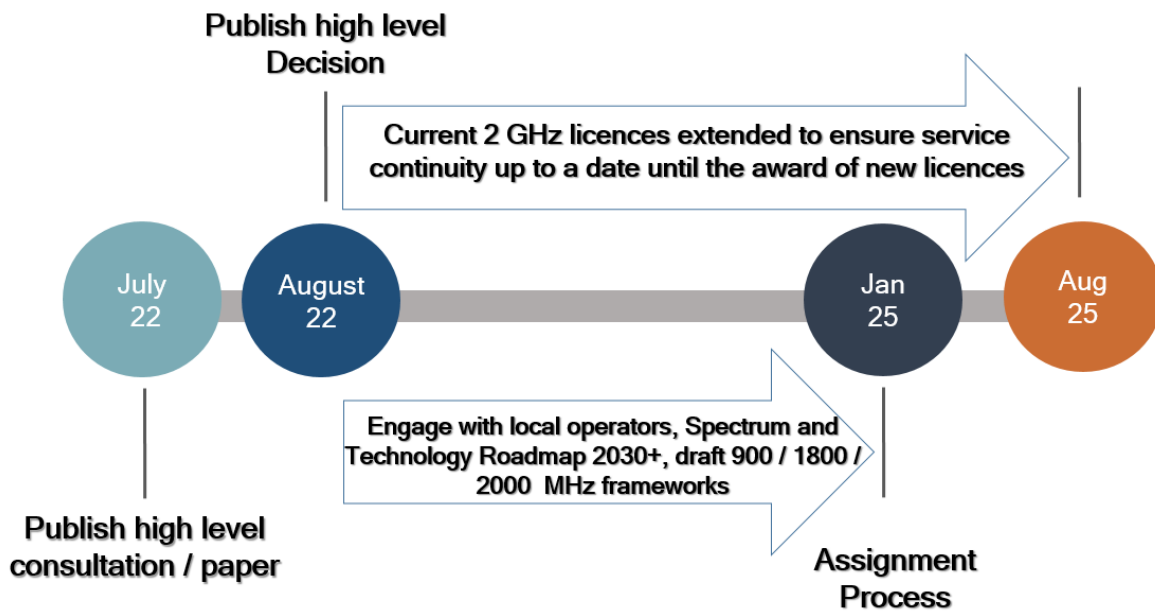 Publish high level
Decision
Current 2 GHz licences extended to ensure service
continuity up to a date until the award of new licences
July
22
August
22
Jan
25
Aug
25
Engage with local operators, Spectrum and
Technology Roadmap 2030+, draft 900 / 1800 /
2000 MHz frameworks
Publish high level
consultation / paper
Assignment
Process